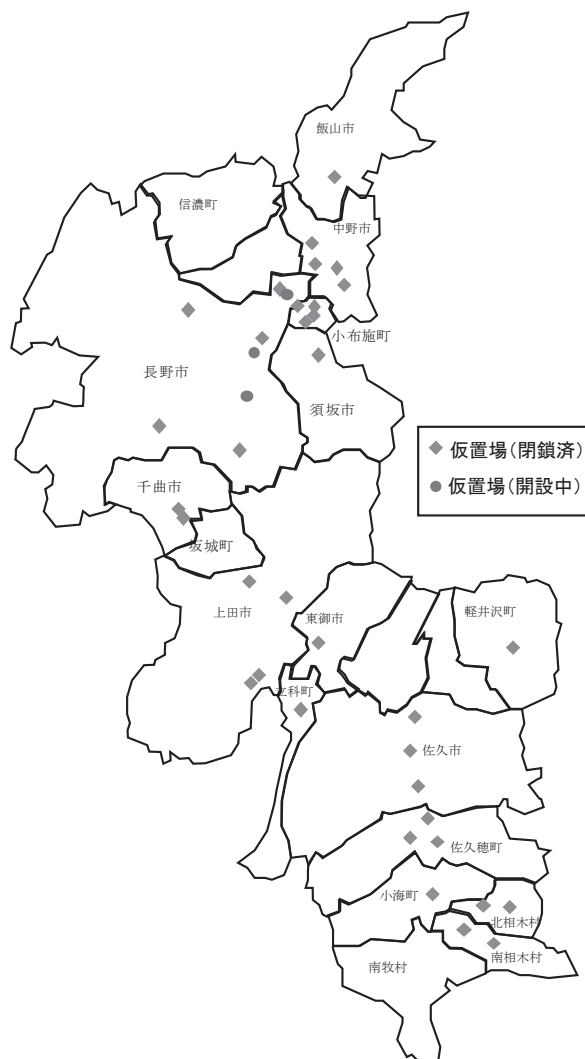 飯山市
信濃町
中野市
小布施町
長野市
須坂市
仮置場(閉鎖済)
仮置場(開設中)
千曲市
坂城町
上田市
東御市
軽井沢町
立科町
佐久市
佐久穂町
小海町
北相木村
南相木村
南牧村